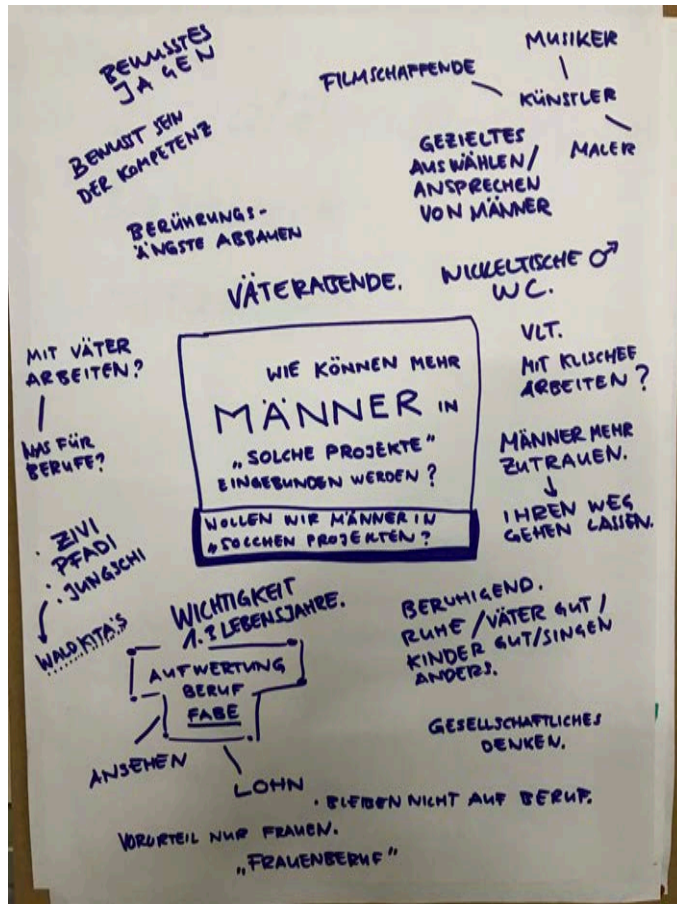 BEWUSSTES
JAGEN
BEWUSST SEIN
DER KOMPETENZ
BERÜHRUNGS-
ÄNGSTE ABBAUEN
FILMSCHAFFENDE
MUSIKER
KÜNSTLER
MALER
GEZIELTES
AUSWÄHLEN/
ANSPRECHEN
VON MÄNNER
VÄTERABENDE.
WICKELTISCHE ♂
WC.
VLT.
MIT KLISCHEE
ARBEITEN?
MIT VÄTER
ARBEITEN?
WAS FÜR
BERUFE?
WIE KÖNNEN MEHR
MÄNNER IN
„SOLCHE PROJEKTE"
EINGEBUNDEN WERDEN?
WOLLEN WIR MÄNNER IN
„SOLCHEN PROJEKTEN?
MÄNNER MEHR
ZUTRAUEN.
↓
IHREN WEG
GEHEN LASSEN.
· ZIVI
· PFADI
· JUNGSCHI
WALDKITA'S
WICHTIGKEIT
LEBENSJAHRE.
AUFWERTUNG
BERUF
FABE
ANSEHEN
LOHN
BERUHIGEND.
RUHE/VÄTER GUT/
KINDER GUT/SINGEN
ANDERS.
GESELLSCHAFTLICHES
DENKEN.
· BLEIBEN NICHT AUF BERUF.
VORURTEIL NUR FRAUEN.
„FRAUENBERUF"